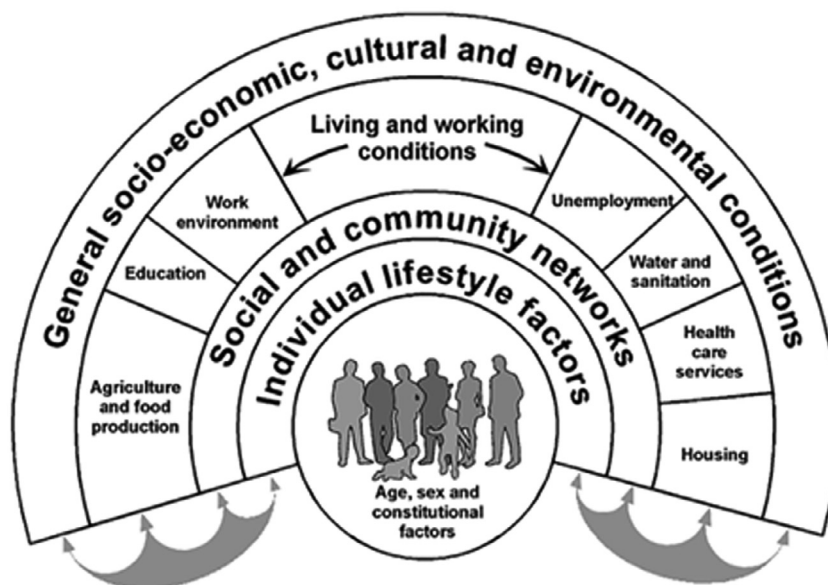 General socio-economic, cultural and environmental conditions
Living and working
conditions
Work
environment
Unemployment
Education
Water and
sanitation
Agriculture
and food
production
Health
care
services
Housing
Social and community networks
Individual lifestyle factors
Age, sex and
constitutional
factors